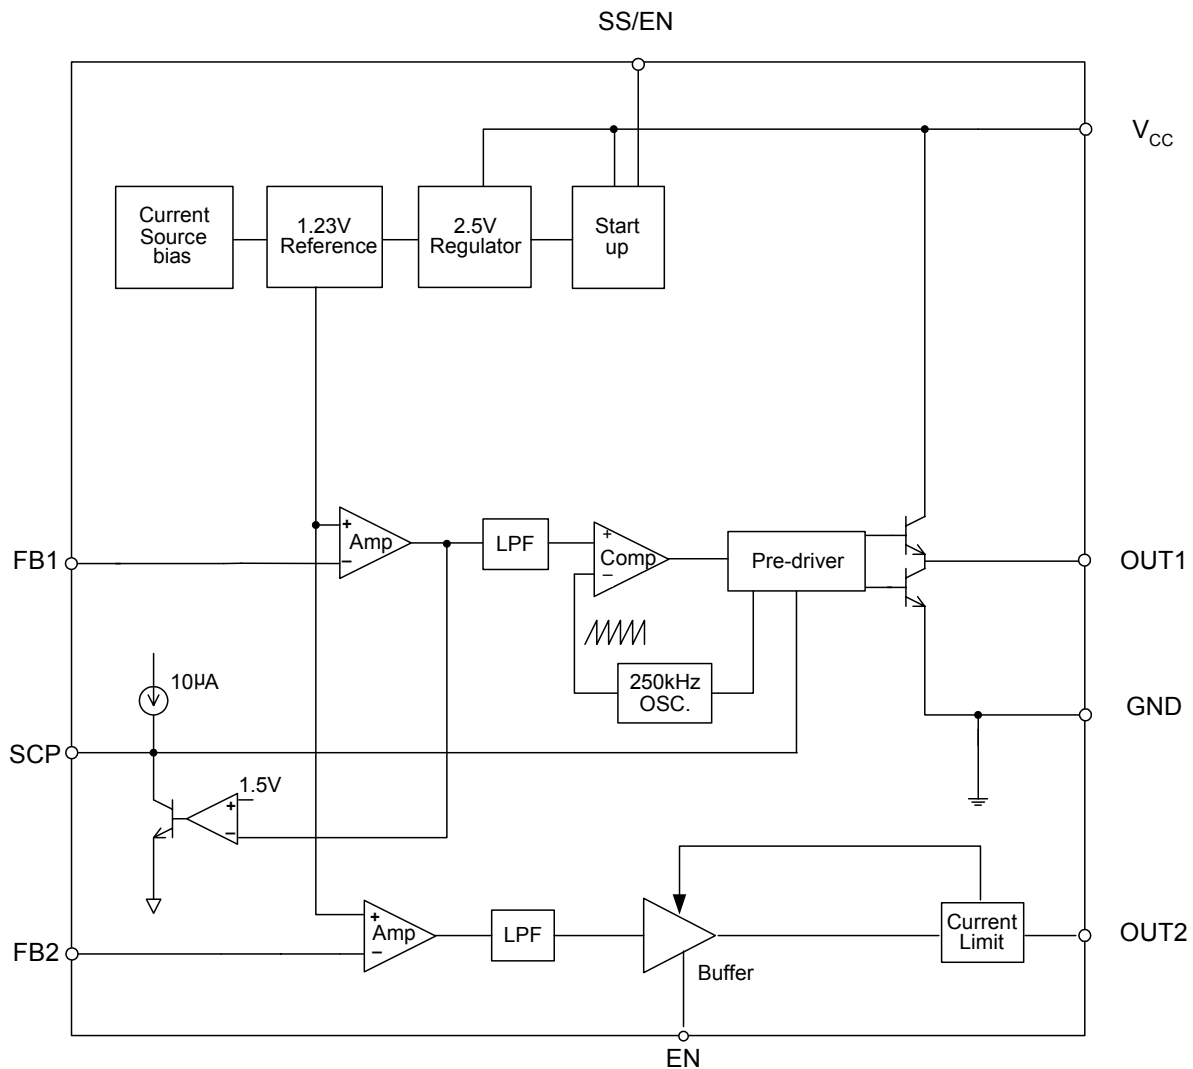 SS/EN
V_CC
Current
Source
bias
1.23V
Reference
2.5V
Regulator
Start
up
+
Amp
−
LPF
+
Comp
−
Pre-driver
FB1
OUT1
250kHz
OSC.
10µA
GND
SCP
1.5V
+
−
+
Amp
−
LPF
Buffer
Current
Limit
FB2
OUT2
EN